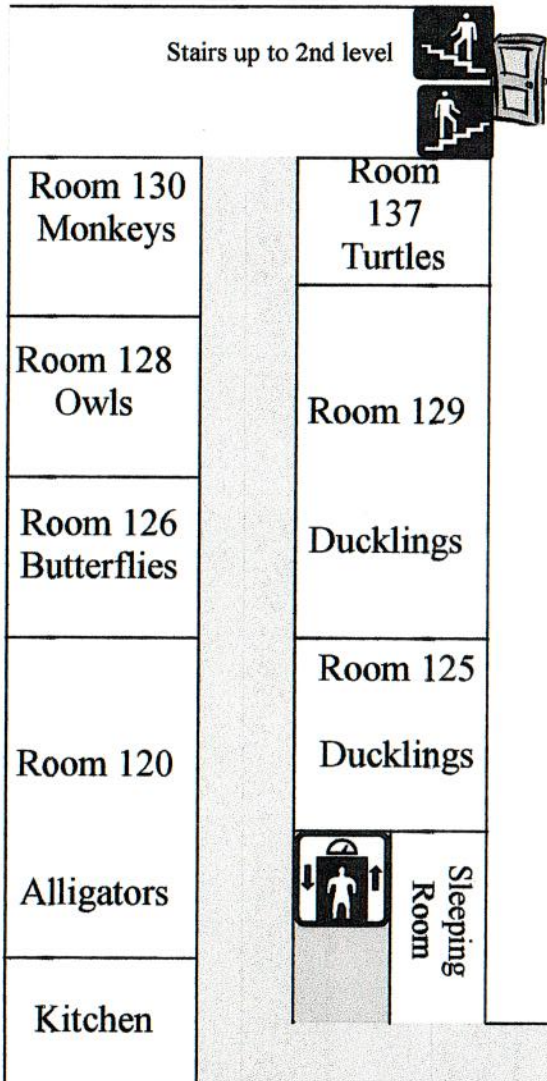 Stairs up to 2nd level
Room 130
Monkeys
Room
137
Turtles
Room 128
Owls
Room 129
Ducklings
Room 126
Butterflies
Room 125
Ducklings
Room 120
Alligators
Sleeping
Room
Kitchen